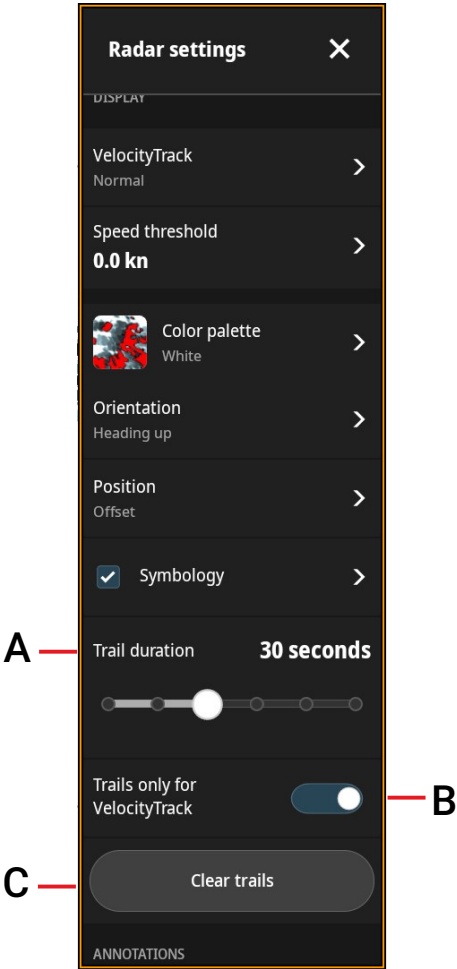 Radar settings
DISPLAY
VelocityTrack
Normal
Speed threshold
0.0 kn
Color palette
White
Orientation
Heading up
Position
Offset
Symbology
A
Trail duration 30 seconds
Trails only for
VelocityTrack
B
C
Clear trails
ANNOTATIONS